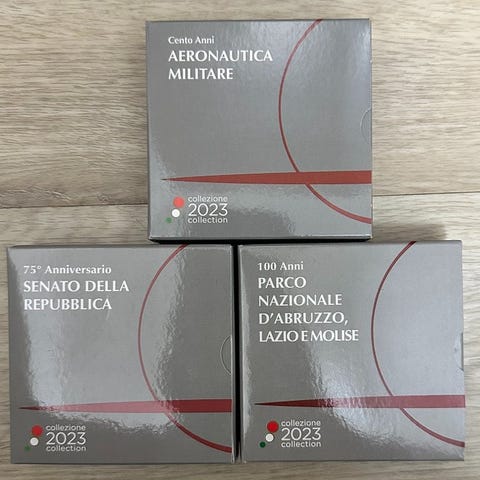 Cento Anni
AERONAUTICA
MILITARE
collezione
2023
collection
75° Anniversario
SENATO DELLA
REPUBBLICA
collezione
2023
collection
100 Anni
PARCO
NAZIONALE
D'ABRUZZO,
LAZIO E MOLISE
collezione
2023
collection